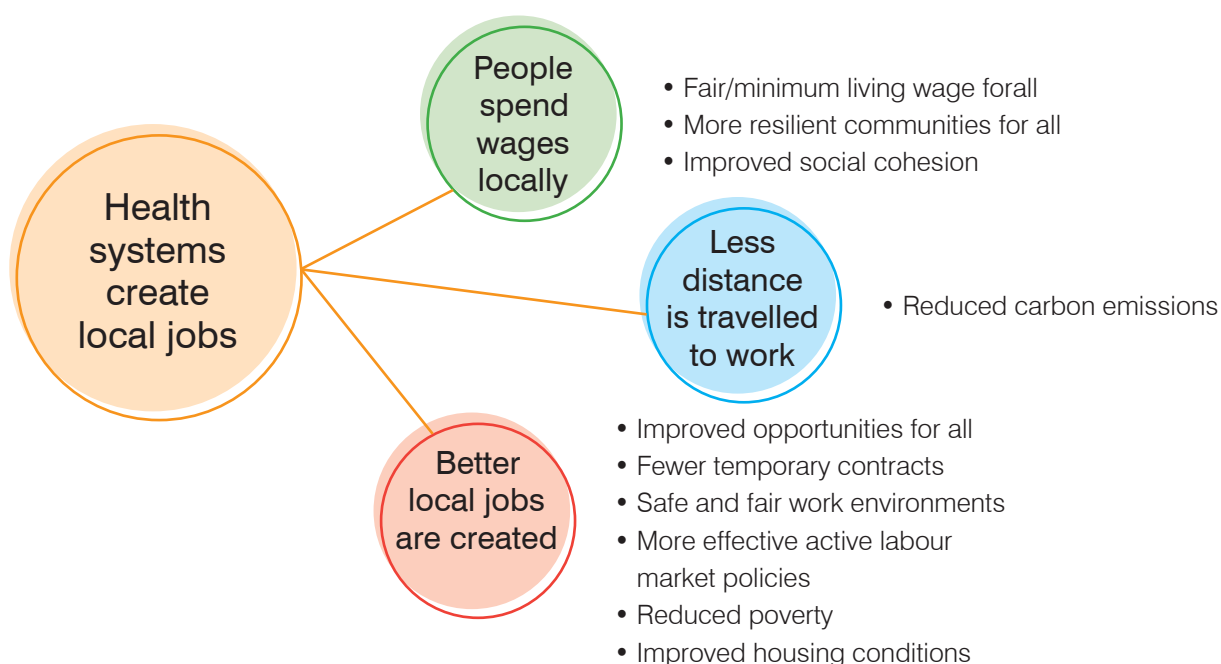 Health
systems
create
local jobs
People
spend
wages
locally
• Fair/minimum living wage forall
• More resilient communities for all
• Improved social cohesion
Less
distance
is travelled
to work
• Reduced carbon emissions
Better
local jobs
are created
• Improved opportunities for all
• Fewer temporary contracts
• Safe and fair work environments
• More effective active labour
market policies
• Reduced poverty
• Improved housing conditions